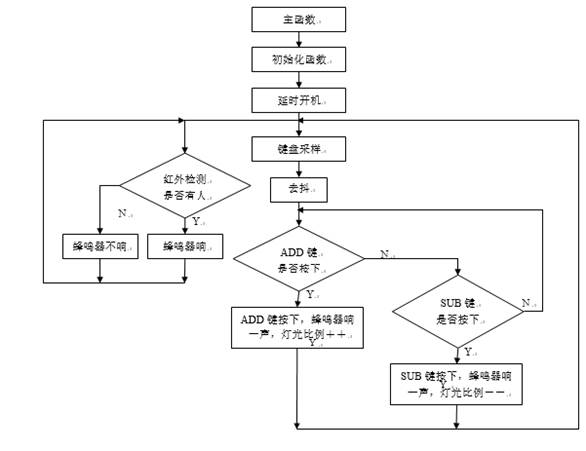 主函数
初始化函数
延时开机
键盘采样
红外检测
是否有人
去抖
N
Y
蜂鸣器不响
蜂鸣器响
ADD 键
是否按下
N
Y
SUB 键
是否按下
N
Y
ADD 键按下，蜂鸣器响
一声，灯光比例＋＋
Y
SUB 键按下，蜂鸣器响
一声，灯光比例－－
Y